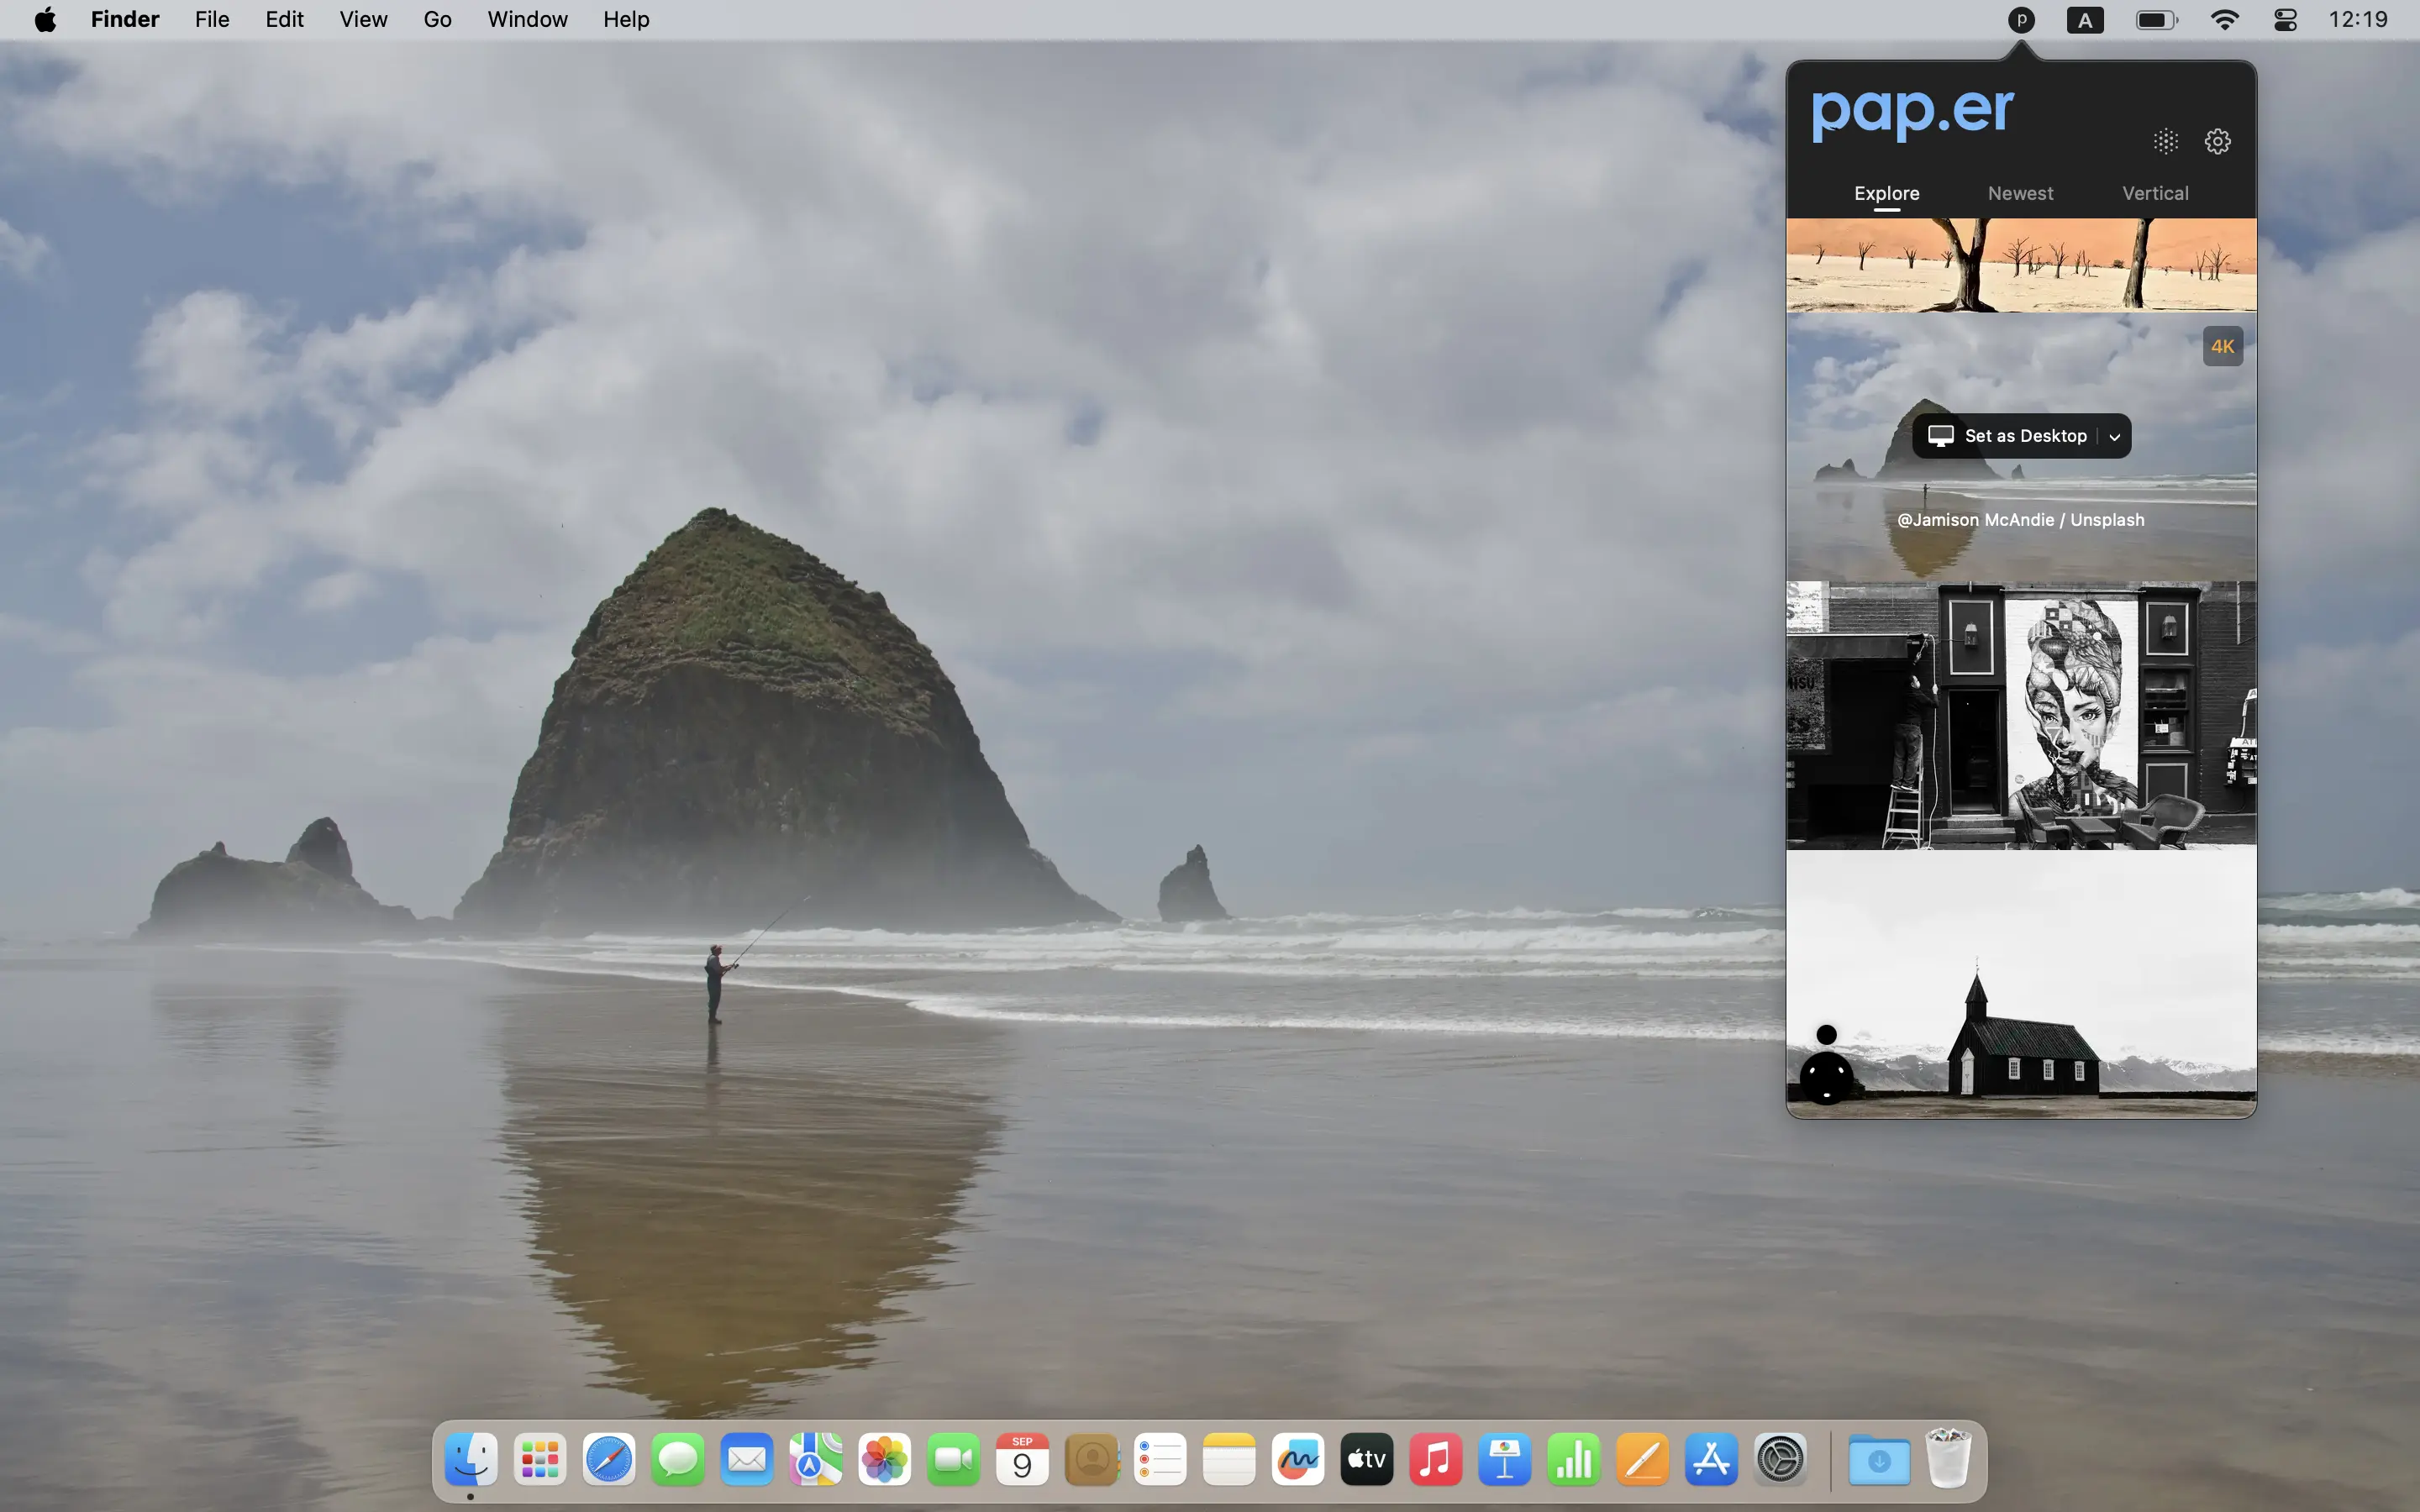 Finder File Edit View Go Window Help
p A 12:19
pap.er
Explore Newest Vertical
4K
Set as Desktop
@Jamison McAndie / Unsplash
SEP
9
tv